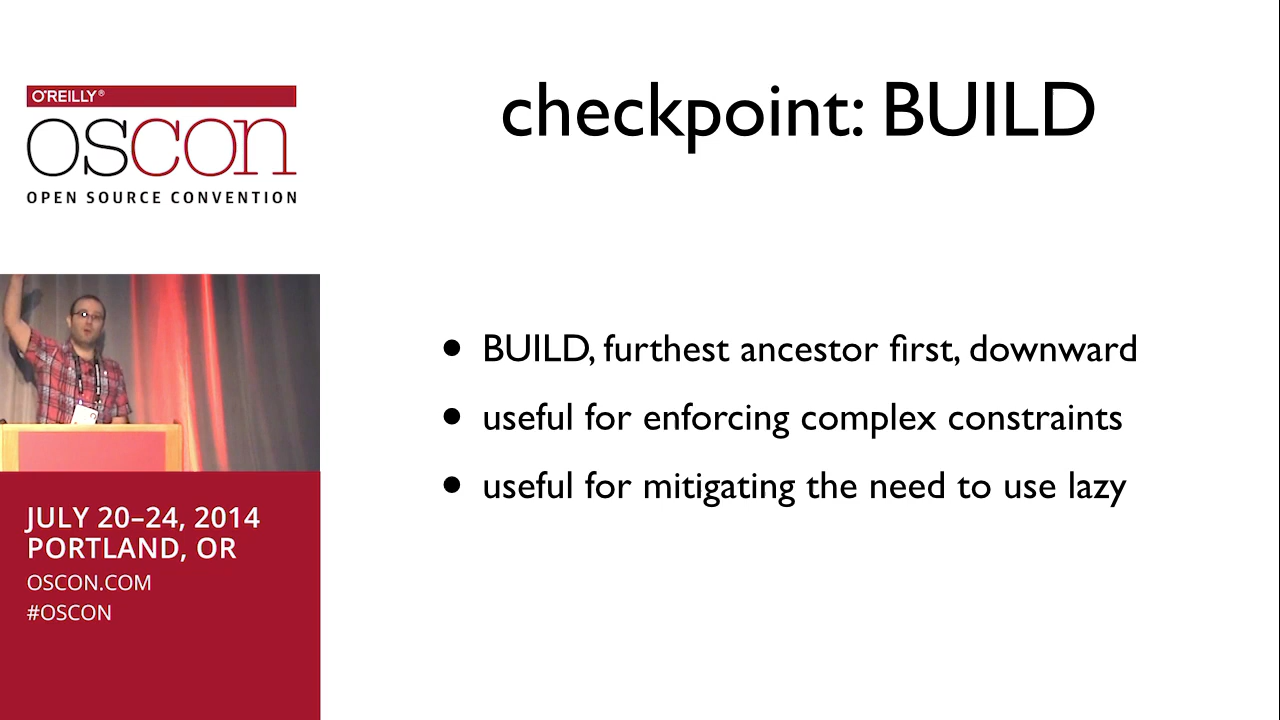 O'REILLY®
OSCON
OPEN SOURCE CONVENTION
JULY 20–24, 2014
PORTLAND, OR
OSCON.COM
#OSCON
checkpoint: BUILD
• BUILD, furthest ancestor first, downward
• useful for enforcing complex constraints
• useful for mitigating the need to use lazy